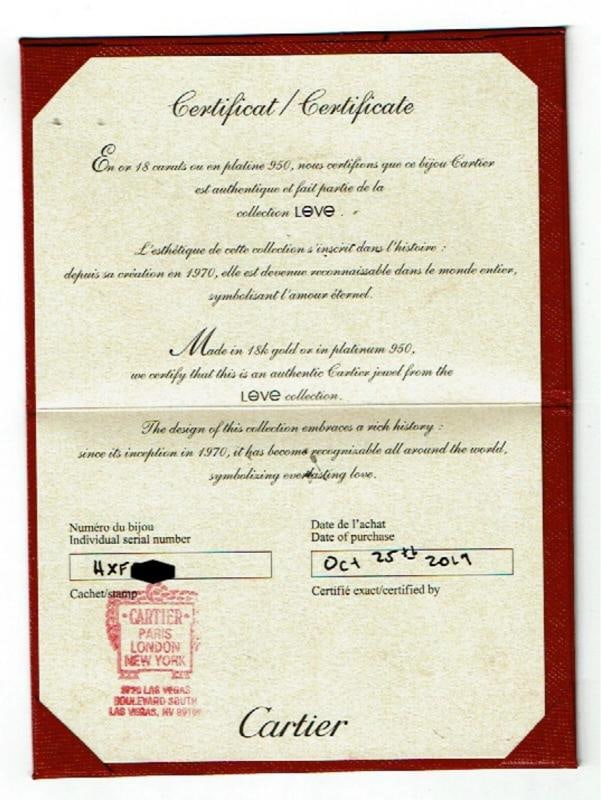 Certificat / Certificate
En or 18 carats ou en platine 950, nous certifions que ce bijou Cartier
est authentique et fait partie de la
collection LOVE .
L'esthétique de cette collection s'inscrit dans l'histoire :
depuis sa création en 1970, elle est devenue reconnaissable dans le monde entier,
symbolisant l'amour éternel.
Made in 18k gold or in platinum 950,
we certify that this is an authentic Cartier jewel from the
LOVE collection.
The design of this collection embraces a rich history :
since its inception in 1970, it has become recognizable all around the world,
symbolizing everlasting love.
Numéro du bijou
Individual serial number
HXF
Date de l'achat
Date of purchase
Oct 25th 2019
Cachet/stamp
Certifié exact/certified by
CARTIER
PARIS
LONDON
NEW YORK
LAS VEGAS
BOULEVARD SOUTH
LAS VEGAS, NV
Cartier